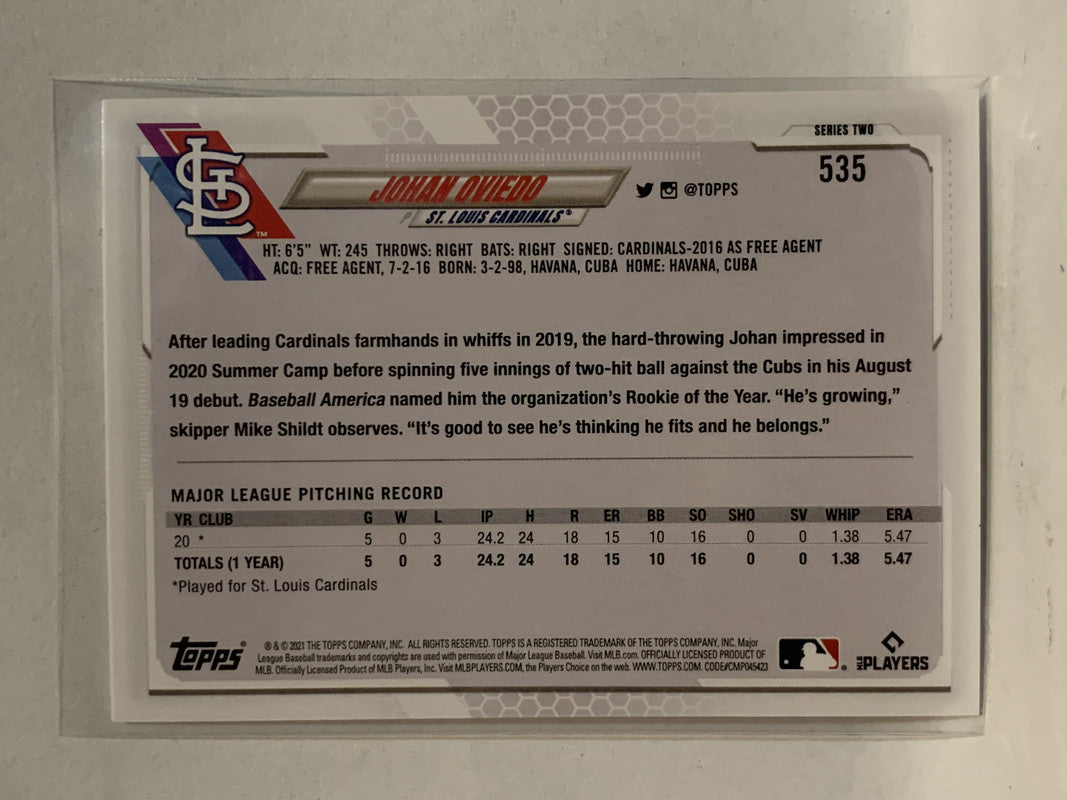 SERIES TWO
535
STL
TM
JOHAN OVIEDO
@TOPPS
P ST. LOUIS CARDINALS®
HT: 6'5" WT: 245 THROWS: RIGHT BATS: RIGHT SIGNED: CARDINALS-2016 AS FREE AGENT
ACQ: FREE AGENT, 7-2-16 BORN: 3-2-98, HAVANA, CUBA HOME: HAVANA, CUBA
After leading Cardinals farmhands in whiffs in 2019, the hard-throwing Johan impressed in
2020 Summer Camp before spinning five innings of two-hit ball against the Cubs in his August
19 debut. Baseball America named him the organization's Rookie of the Year. “He's growing,”
skipper Mike Shildt observes. “It's good to see he's thinking he fits and he belongs.”
MAJOR LEAGUE PITCHING RECORD
YR CLUB G W L IP H R ER BB SO SHO SV WHIP ERA
20 * 5 0 3 24.2 24 18 15 10 16 0 0 1.38 5.47
TOTALS (1 YEAR) 5 0 3 24.2 24 18 15 10 16 0 0 1.38 5.47
*Played for St. Louis Cardinals
topps®
® & © 2021 THE TOPPS COMPANY, INC. ALL RIGHTS RESERVED. TOPPS IS A REGISTERED TRADEMARK OF THE TOPPS COMPANY, INC. Major
League Baseball trademarks and copyrights are used with permission of Major League Baseball. Visit MLB.com. OFFICIALLY LICENSED PRODUCT OF
MLB. Officially Licensed Product of MLB Players, Inc. Visit MLBPLAYERS.COM, the Players Choice on the web. WWW.TOPPS.COM. CODE#CMP045423
MLB PLAYERS